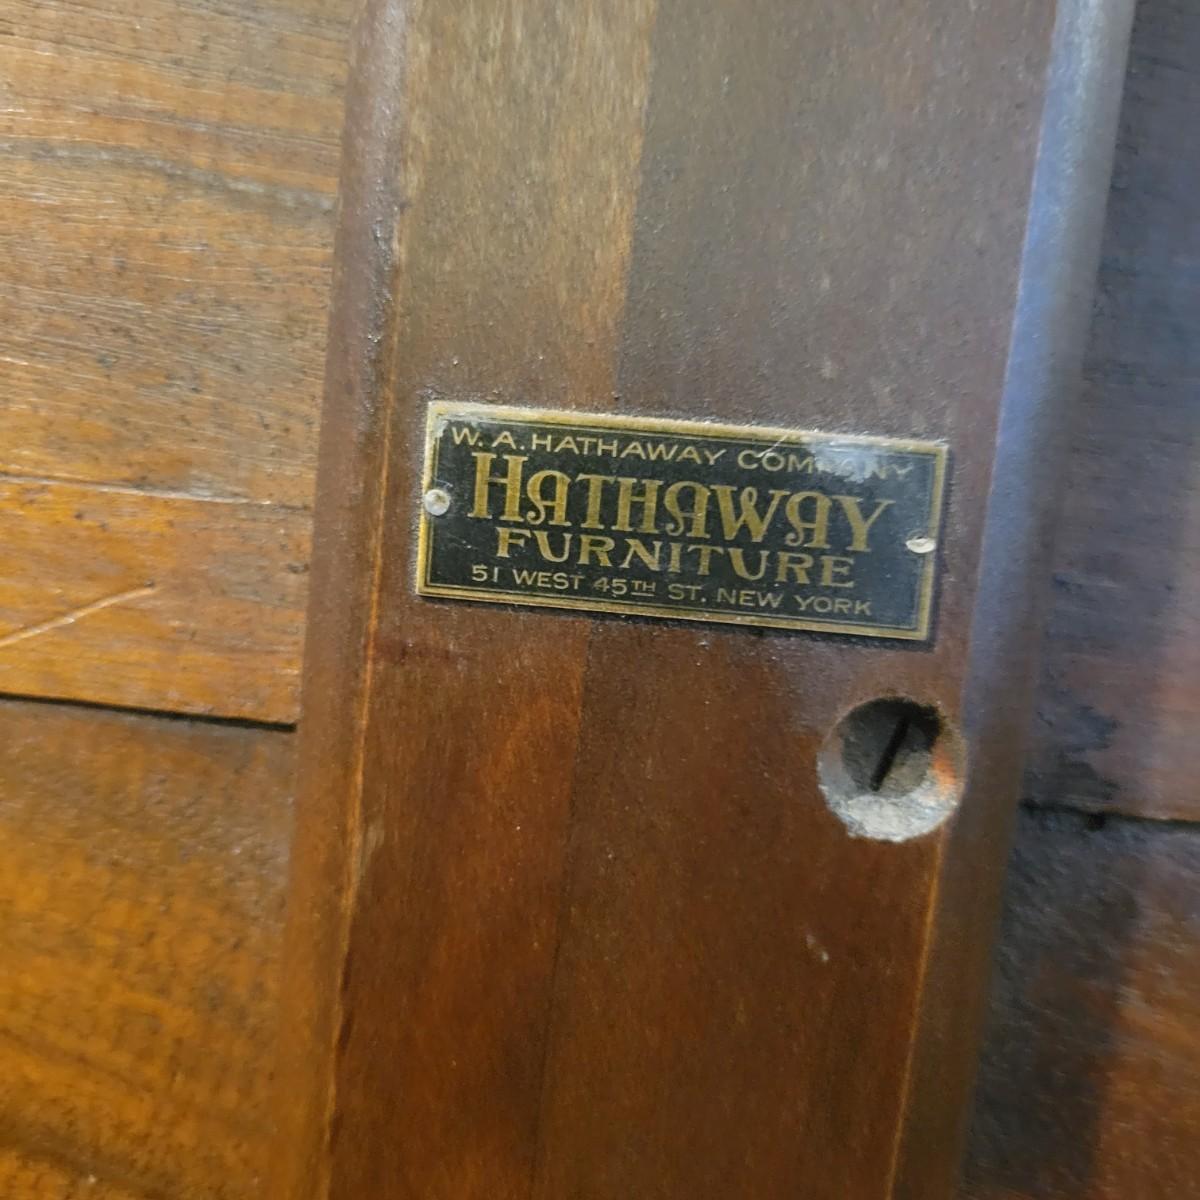 W. A. HATHAWAY COMPANY
HATHAWAY
FURNITURE
51 WEST 45TH ST. NEW YORK